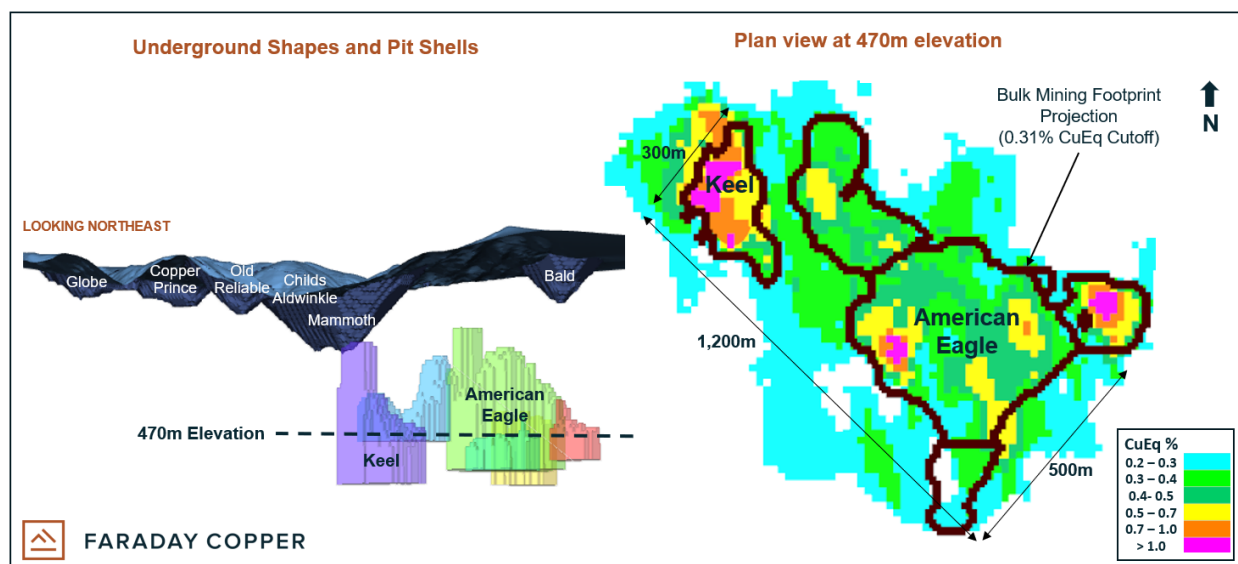 Underground Shapes and Pit Shells
LOOKING NORTHEAST
Globe
Copper
Prince
Old
Reliable
Childs
Aldwinkle
Mammoth
Bald
American
Eagle
470m Elevation
Keel
FARADAY COPPER
Plan view at 470m elevation
Bulk Mining Footprint
Projection
(0.31% CuEq Cutoff)
N
300m
Keel
American
Eagle
1,200m
500m
CuEq %
0.2 – 0.3
0.3 – 0.4
0.4- 0.5
0.5 – 0.7
0.7 – 1.0
> 1.0